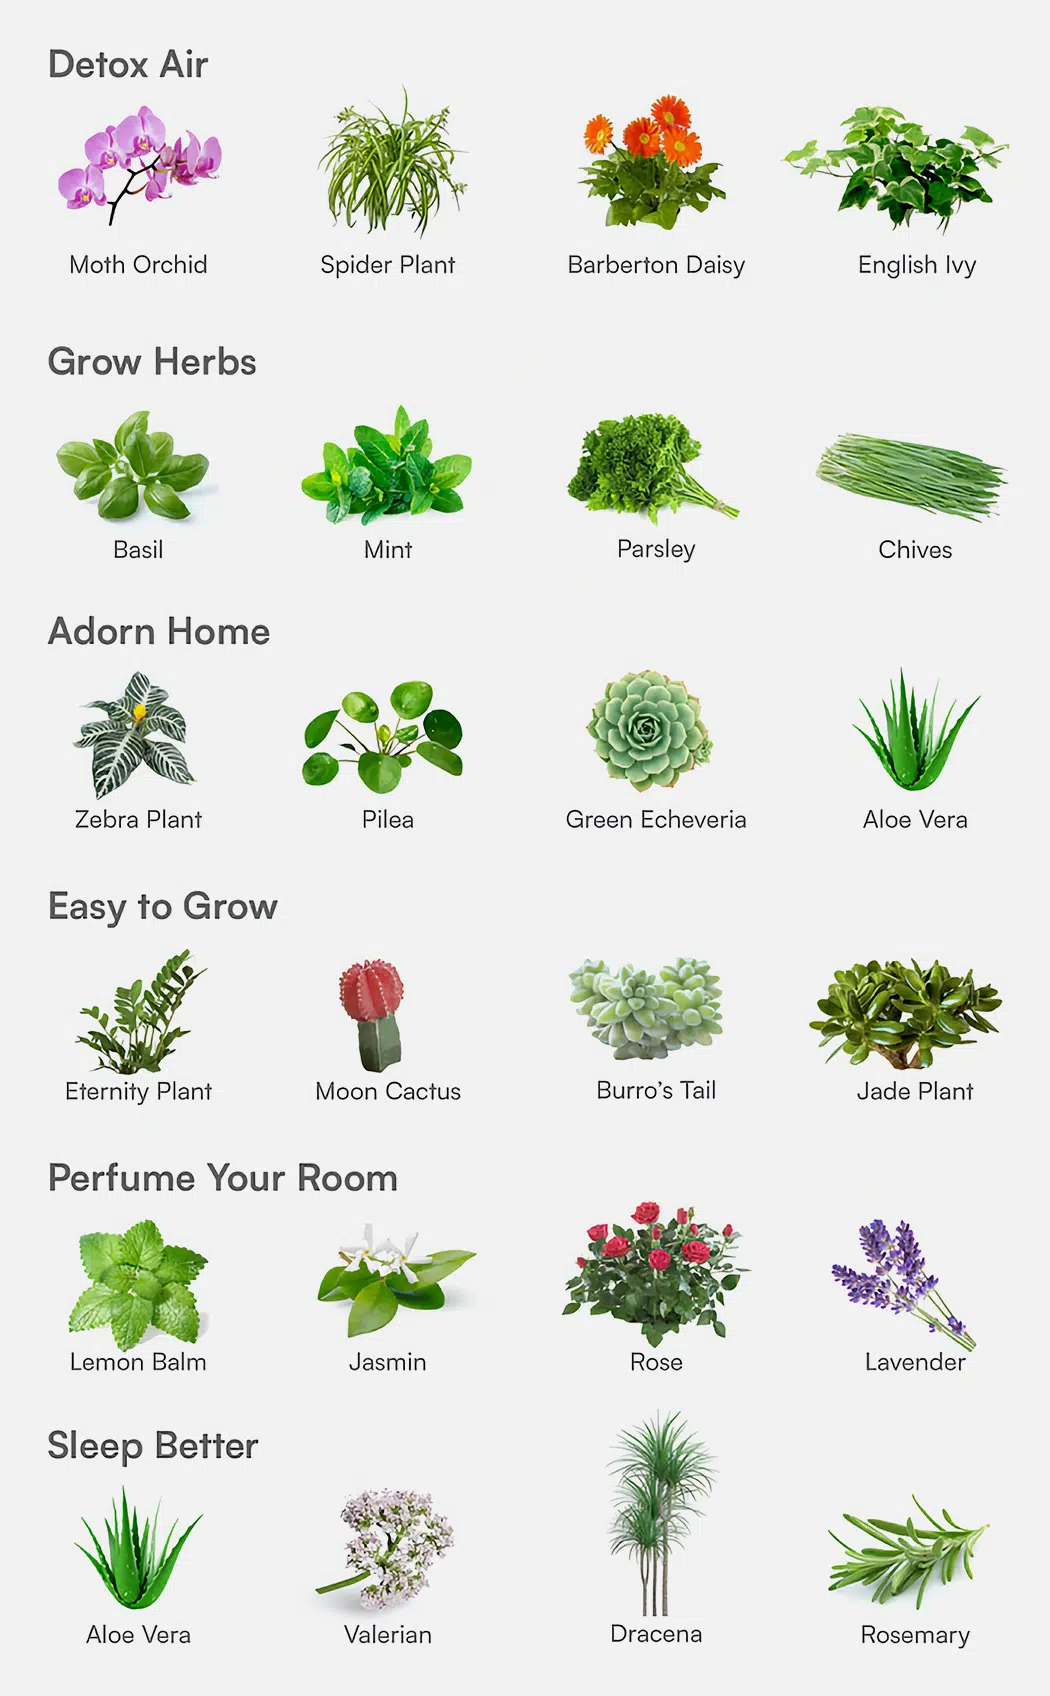 Detox Air
Moth Orchid
Spider Plant
Barberton Daisy
English Ivy
Grow Herbs
Basil
Mint
Parsley
Chives
Adorn Home
Zebra Plant
Pilea
Green Echeveria
Aloe Vera
Easy to Grow
Eternity Plant
Moon Cactus
Burro's Tail
Jade Plant
Perfume Your Room
Lemon Balm
Jasmin
Rose
Lavender
Sleep Better
Aloe Vera
Valerian
Dracena
Rosemary